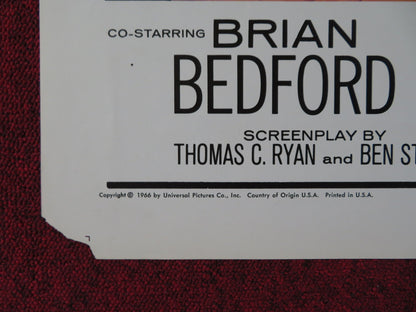 CO-STARRING BRIAN
BEDFORD
SCREENPLAY BY
THOMAS C. RYAN and BEN ST
Copyright © 1966 by Universal Pictures Co., Inc. Country of Origin U.S.A. Printed in U.S.A.